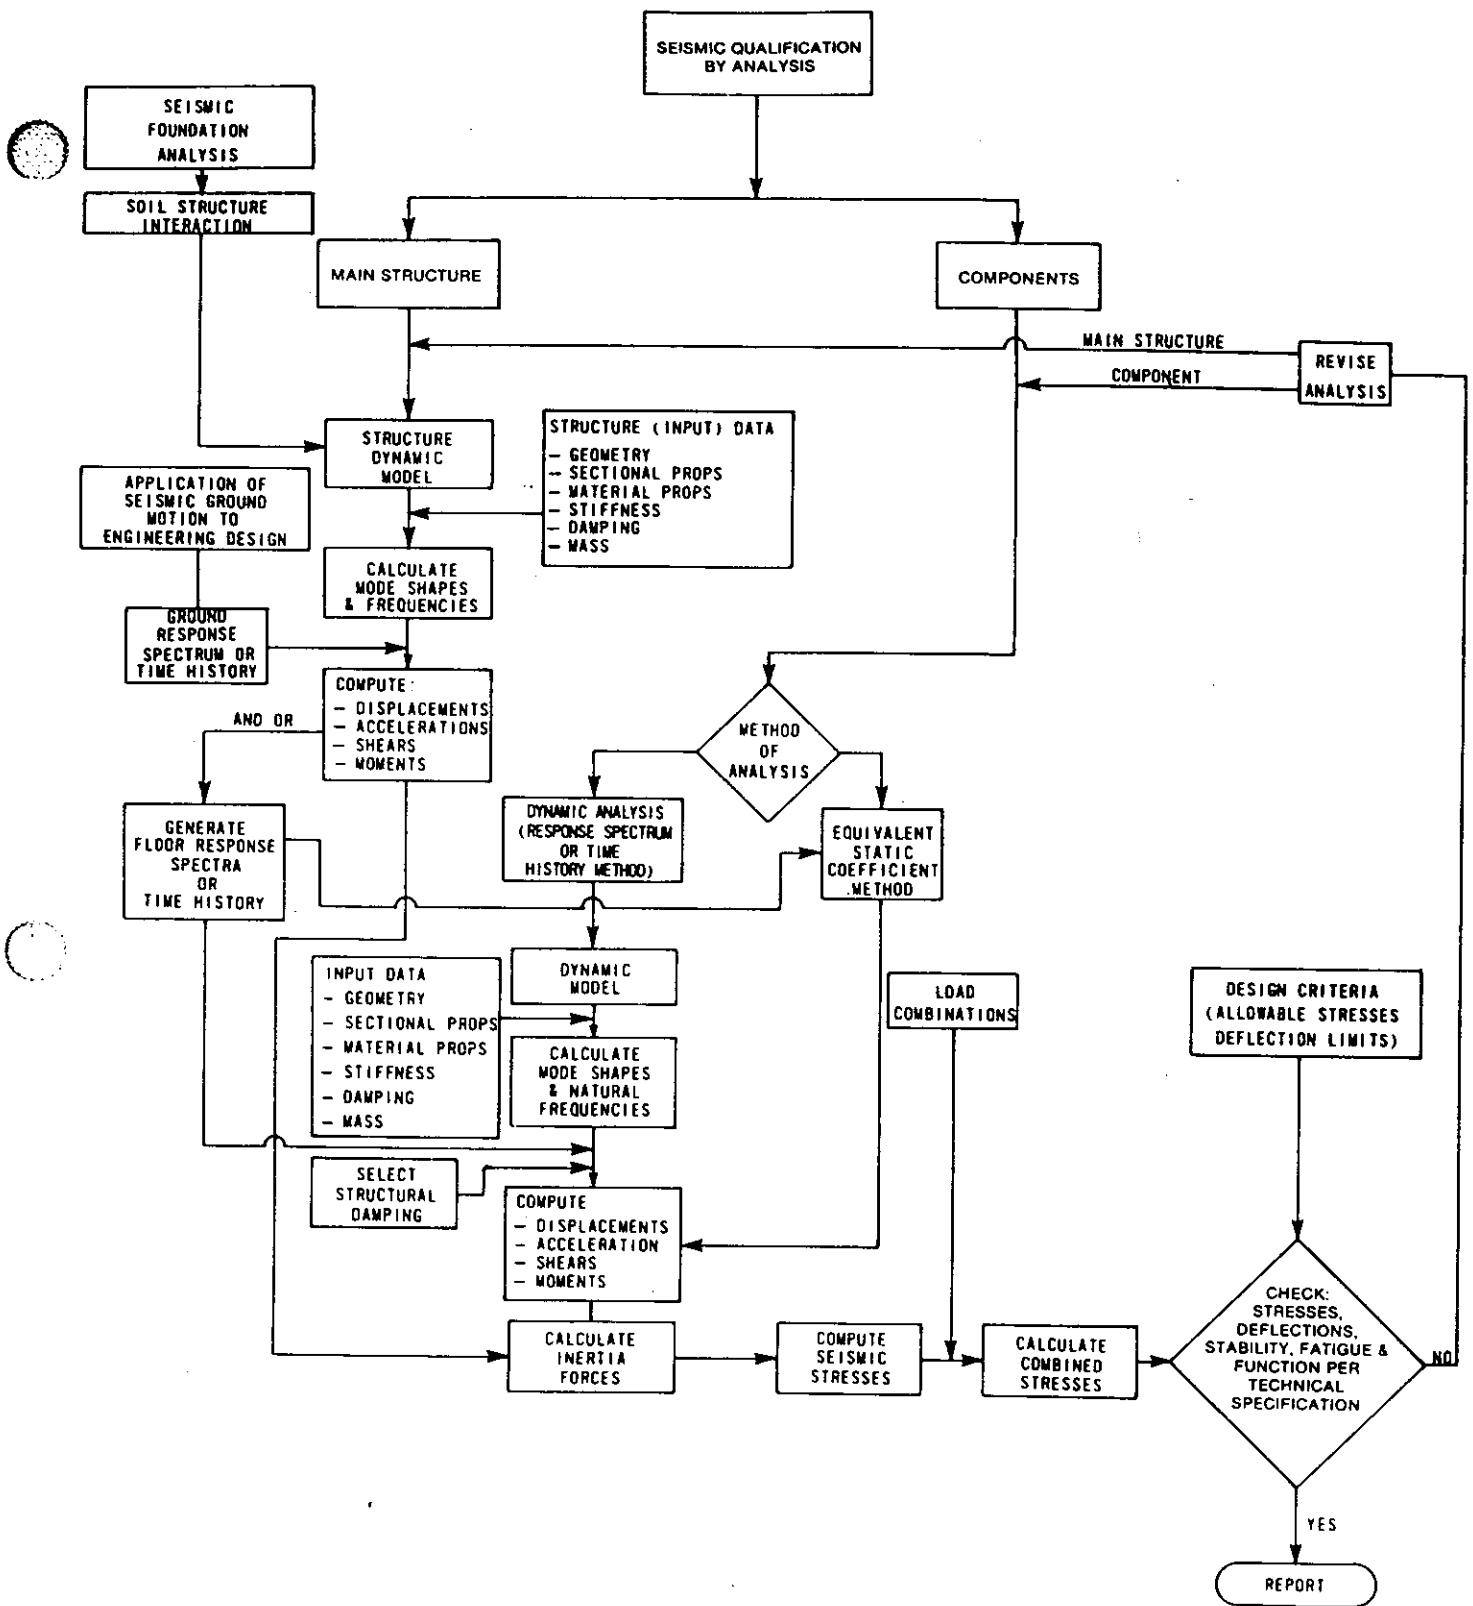 SEISMIC QUALIFICATION
BY ANALYSIS
SEISMIC
FOUNDATION
ANALYSIS
SOIL STRUCTURE
INTERACTION
MAIN STRUCTURE
COMPONENTS
MAIN STRUCTURE
COMPONENT
REVISE
ANALYSIS
STRUCTURE
DYNAMIC
MODEL
STRUCTURE (INPUT) DATA
– GEOMETRY
– SECTIONAL PROPS
– MATERIAL PROPS
– STIFFNESS
– DAMPING
– MASS
APPLICATION OF
SEISMIC GROUND
MOTION TO
ENGINEERING DESIGN
CALCULATE
MODE SHAPES
& FREQUENCIES
GROUND
RESPONSE
SPECTRUM OR
TIME HISTORY
COMPUTE:
– DISPLACEMENTS
– ACCELERATIONS
– SHEARS
– MOMENTS
AND OR
METHOD
OF
ANALYSIS
GENERATE
FLOOR RESPONSE
SPECTRA
OR
TIME HISTORY
DYNAMIC ANALYSIS
(RESPONSE SPECTRUM
OR TIME
HISTORY METHOD)
EQUIVALENT
STATIC
COEFFICIENT
METHOD
INPUT DATA
– GEOMETRY
– SECTIONAL PROPS
– MATERIAL PROPS
– STIFFNESS
– DAMPING
– MASS
DYNAMIC
MODEL
LOAD
COMBINATIONS
DESIGN CRITERIA
(ALLOWABLE STRESSES
DEFLECTION LIMITS)
CALCULATE
MODE SHAPES
& NATURAL
FREQUENCIES
SELECT
STRUCTURAL
DAMPING
COMPUTE
– DISPLACEMENTS
– ACCELERATION
– SHEARS
– MOMENTS
CALCULATE
INERTIA
FORCES
COMPUTE
SEISMIC
STRESSES
CALCULATE
COMBINED
STRESSES
CHECK:
STRESSES,
DEFLECTIONS,
STABILITY, FATIGUE &
FUNCTION PER
TECHNICAL
SPECIFICATION
NO
YES
REPORT